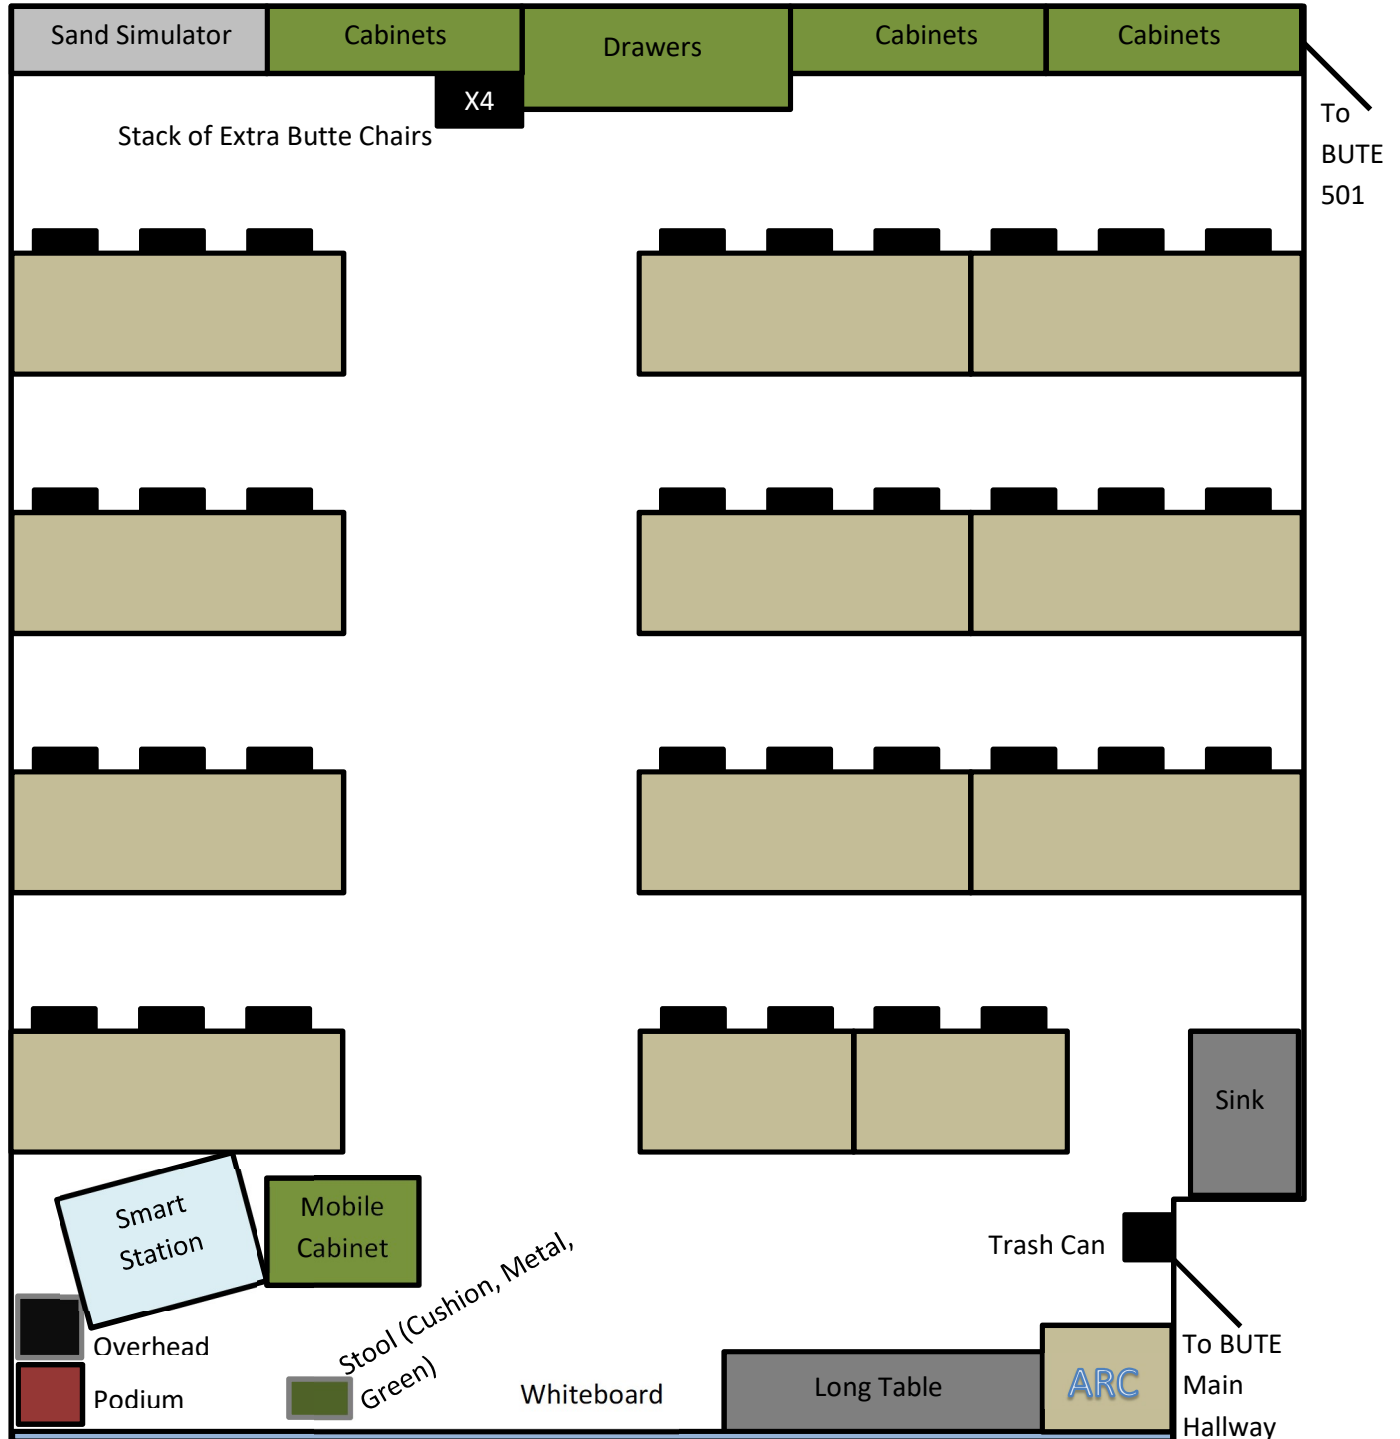 Sand Simulator
Cabinets
Drawers
Cabinets
Cabinets
X4
Stack of Extra Butte Chairs
To
BUTE
501
Sink
Smart
Station
Mobile
Cabinet
Trash Can
Stool (Cushion, Metal,
Green)
Overhead
Podium
Whiteboard
Long Table
ARC
To BUTE
Main
Hallway